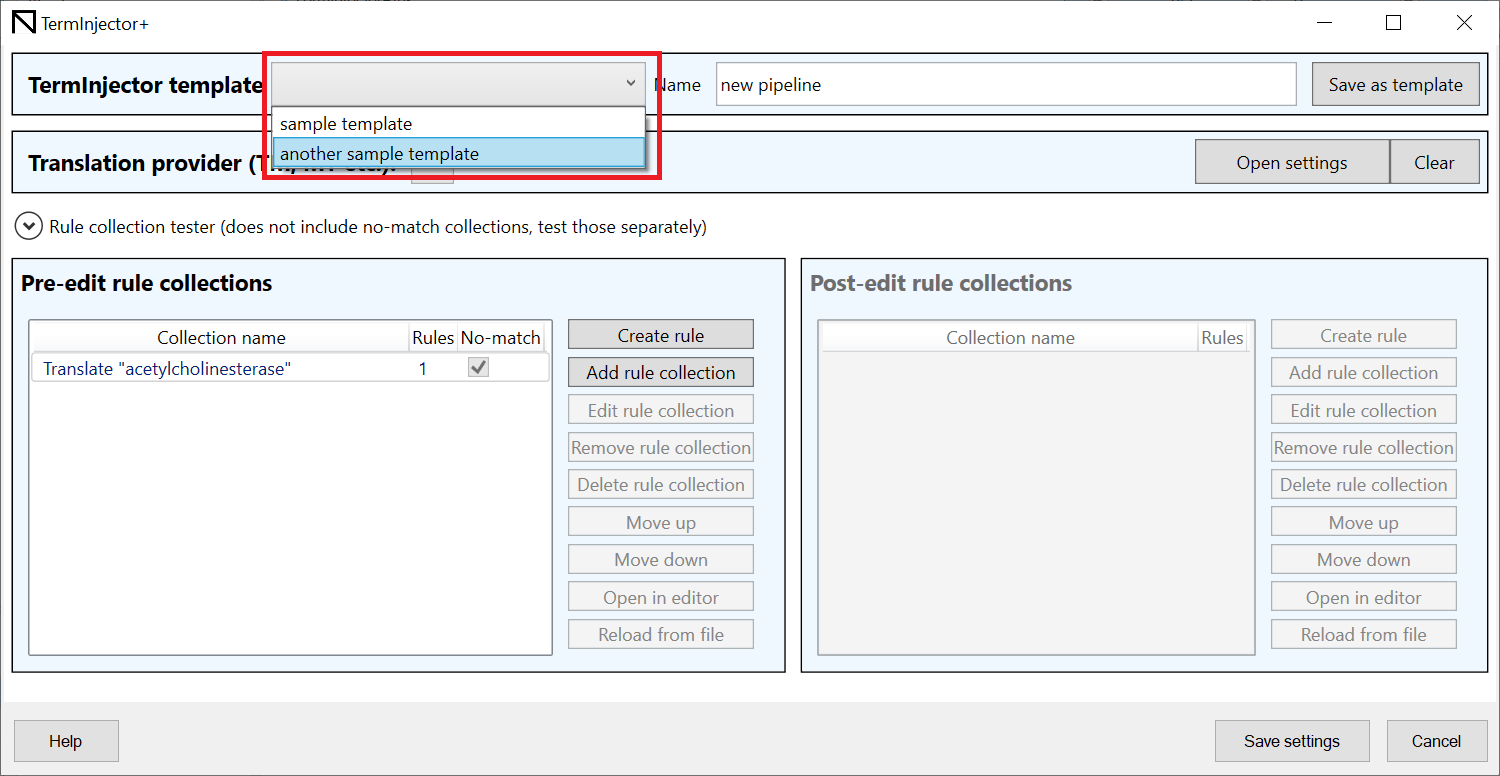 TermInjector+
TermInjector template
Name
new pipeline
Save as template
sample template
another sample template
Translation provider (
Open settings
Clear
Rule collection tester (does not include no-match collections, test those separately)
Pre-edit rule collections
Collection name
Rules
No-match
Translate "acetylcholinesterase"
1
Create rule
Add rule collection
Edit rule collection
Remove rule collection
Delete rule collection
Move up
Move down
Open in editor
Reload from file
Post-edit rule collections
Collection name
Rules
Create rule
Add rule collection
Edit rule collection
Remove rule collection
Delete rule collection
Move up
Move down
Open in editor
Reload from file
Help
Save settings
Cancel